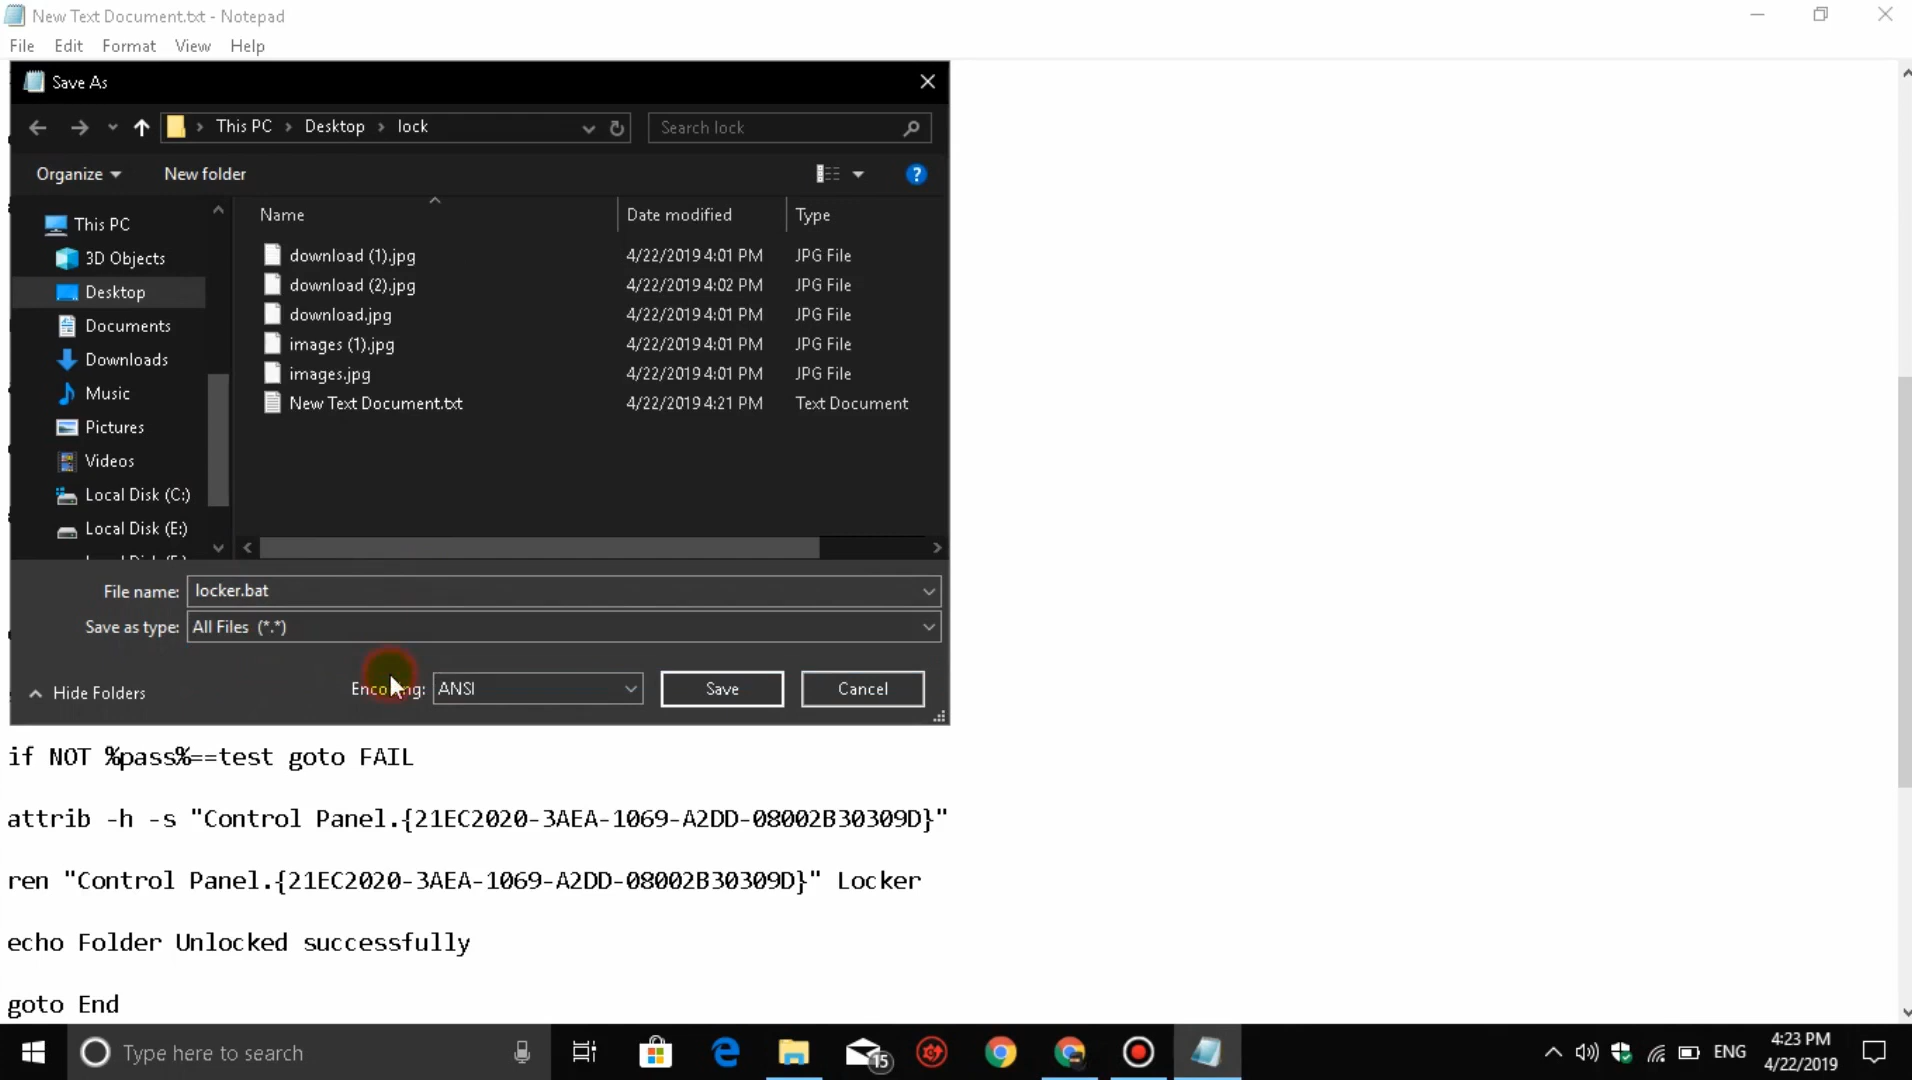 New Text Document.txt - Notepad
File Edit Format View Help
Save As
This PC Desktop lock
Search lock
Organize New folder
Name Date modified Type
This PC
3D Objects
Desktop
Documents
Downloads
Music
Pictures
Videos
Local Disk (C:)
Local Disk (E:)
download (1).jpg 4/22/2019 4:01 PM JPG File
download (2).jpg 4/22/2019 4:02 PM JPG File
download.jpg 4/22/2019 4:01 PM JPG File
images (1).jpg 4/22/2019 4:01 PM JPG File
images.jpg 4/22/2019 4:01 PM JPG File
New Text Document.txt 4/22/2019 4:21 PM Text Document
File name: locker.bat
Save as type: All Files (*.*)
Hide Folders Encoding: ANSI Save Cancel
if NOT %pass%==test goto FAIL
attrib -h -s "Control Panel.{21EC2020-3AEA-1069-A2DD-08002B30309D}"
ren "Control Panel.{21EC2020-3AEA-1069-A2DD-08002B30309D}" Locker
echo Folder Unlocked successfully
goto End
Type here to search
15
ENG
4:23 PM
4/22/2019